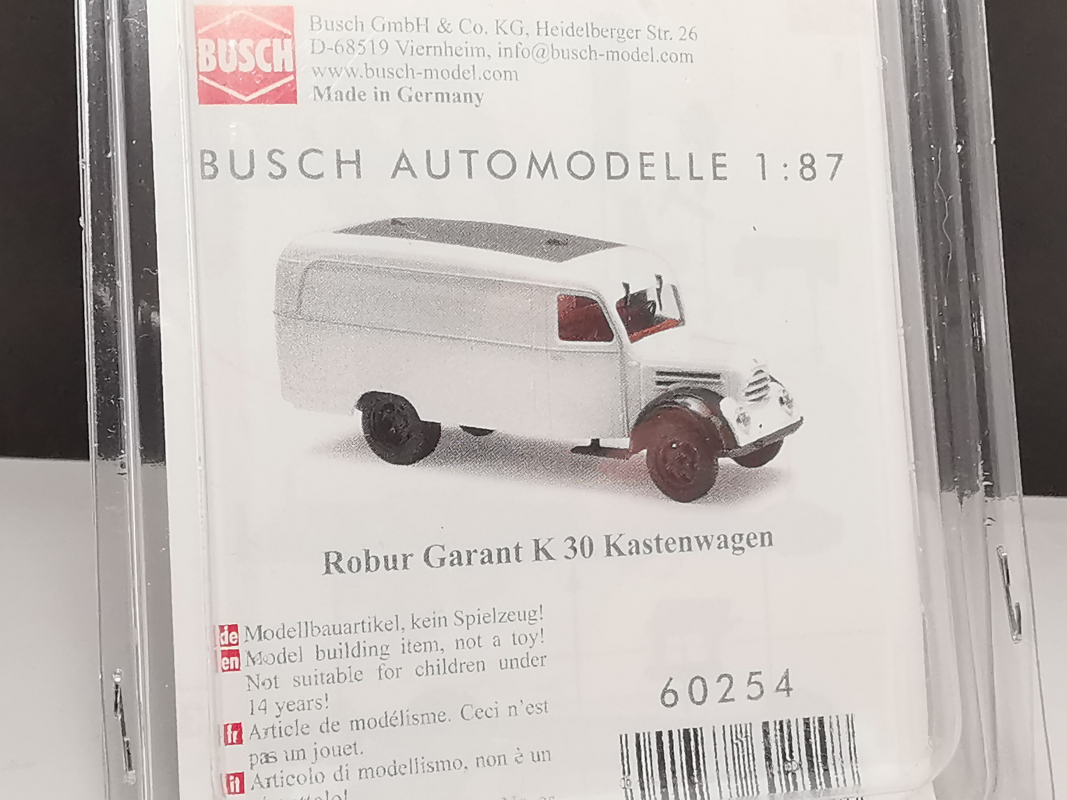 BUSCH
Busch GmbH & Co. KG, Heidelberger Str. 26
D-68519 Viernheim, info@busch-model.com
www.busch-model.com
Made in Germany
BUSCH AUTOMODELLE 1:87
Robur Garant K 30 Kastenwagen
de Modellbauartikel, kein Spielzeug!
en Model building item, not a toy!
Not suitable for children under
14 years!
fr Article de modélisme. Ceci n'est
pas un jouet.
it Articolo di modellismo, non è un
60254